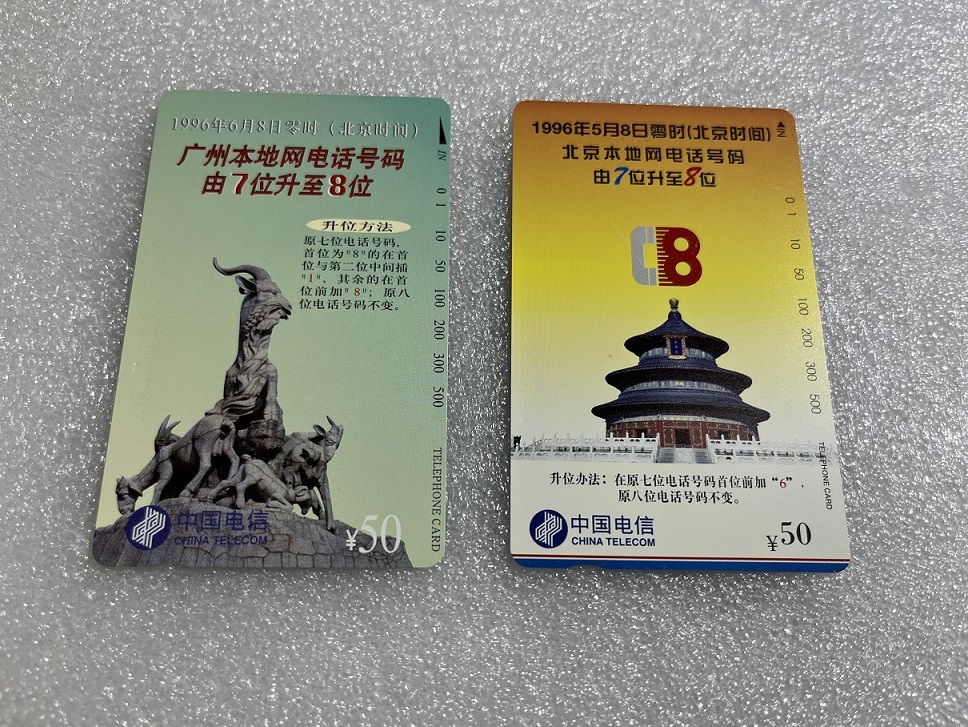 1996年6月8日零时（北京时间）
广州本地网电话号码
由7位升至8位
升位方法
原七位电话号码,
首位为"8"的在首
位与第二位中间插
"1"、其余的在首
位前加"8"；原八
位电话号码不变。
IN
0 1 10 50 100 200 300 500
TELEPHONE CARD
中国电信
CHINA TELECOM
¥50
1996年5月8日零时(北京时间)
北京本地网电话号码
由7位升至8位
8
IN
0 1 10 50 100 200 300 500
TELEPHONE CARD
升位办法：在原七位电话号码首位前加“6”,
原八位电话号码不变。
中国电信
CHINA TELECOM
¥50